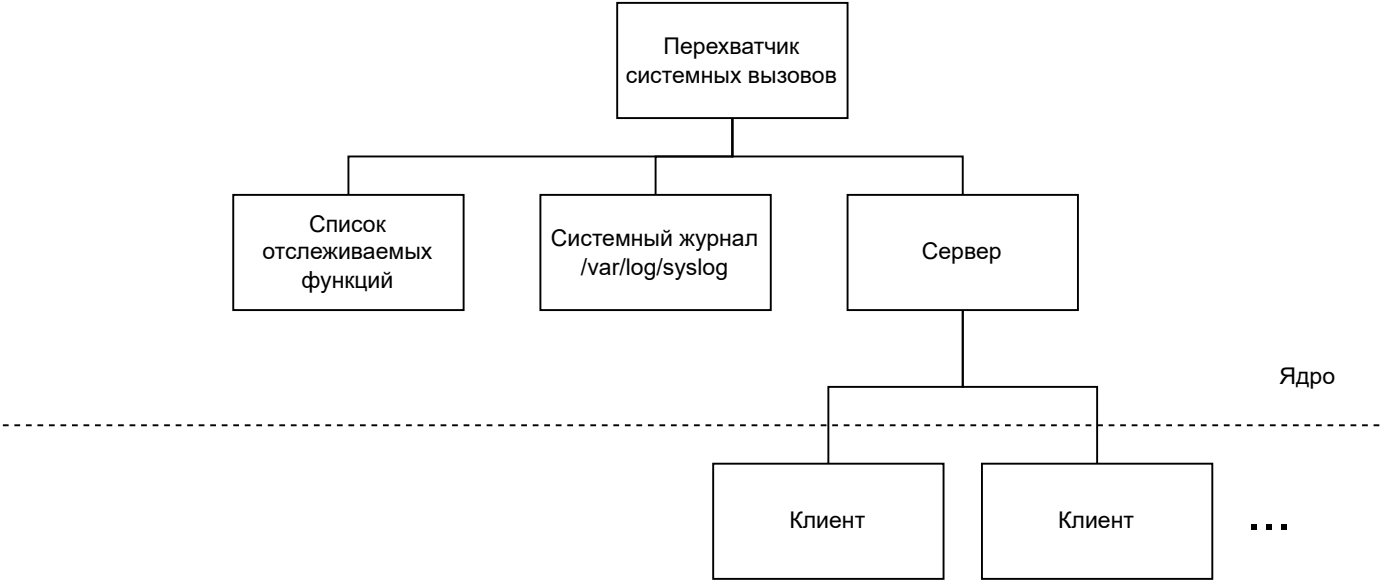 Перехватчик
системных вызовов
Список
отслеживаемых
функций
Системный журнал
/var/log/syslog
Сервер
Ядро
Клиент
Клиент
...